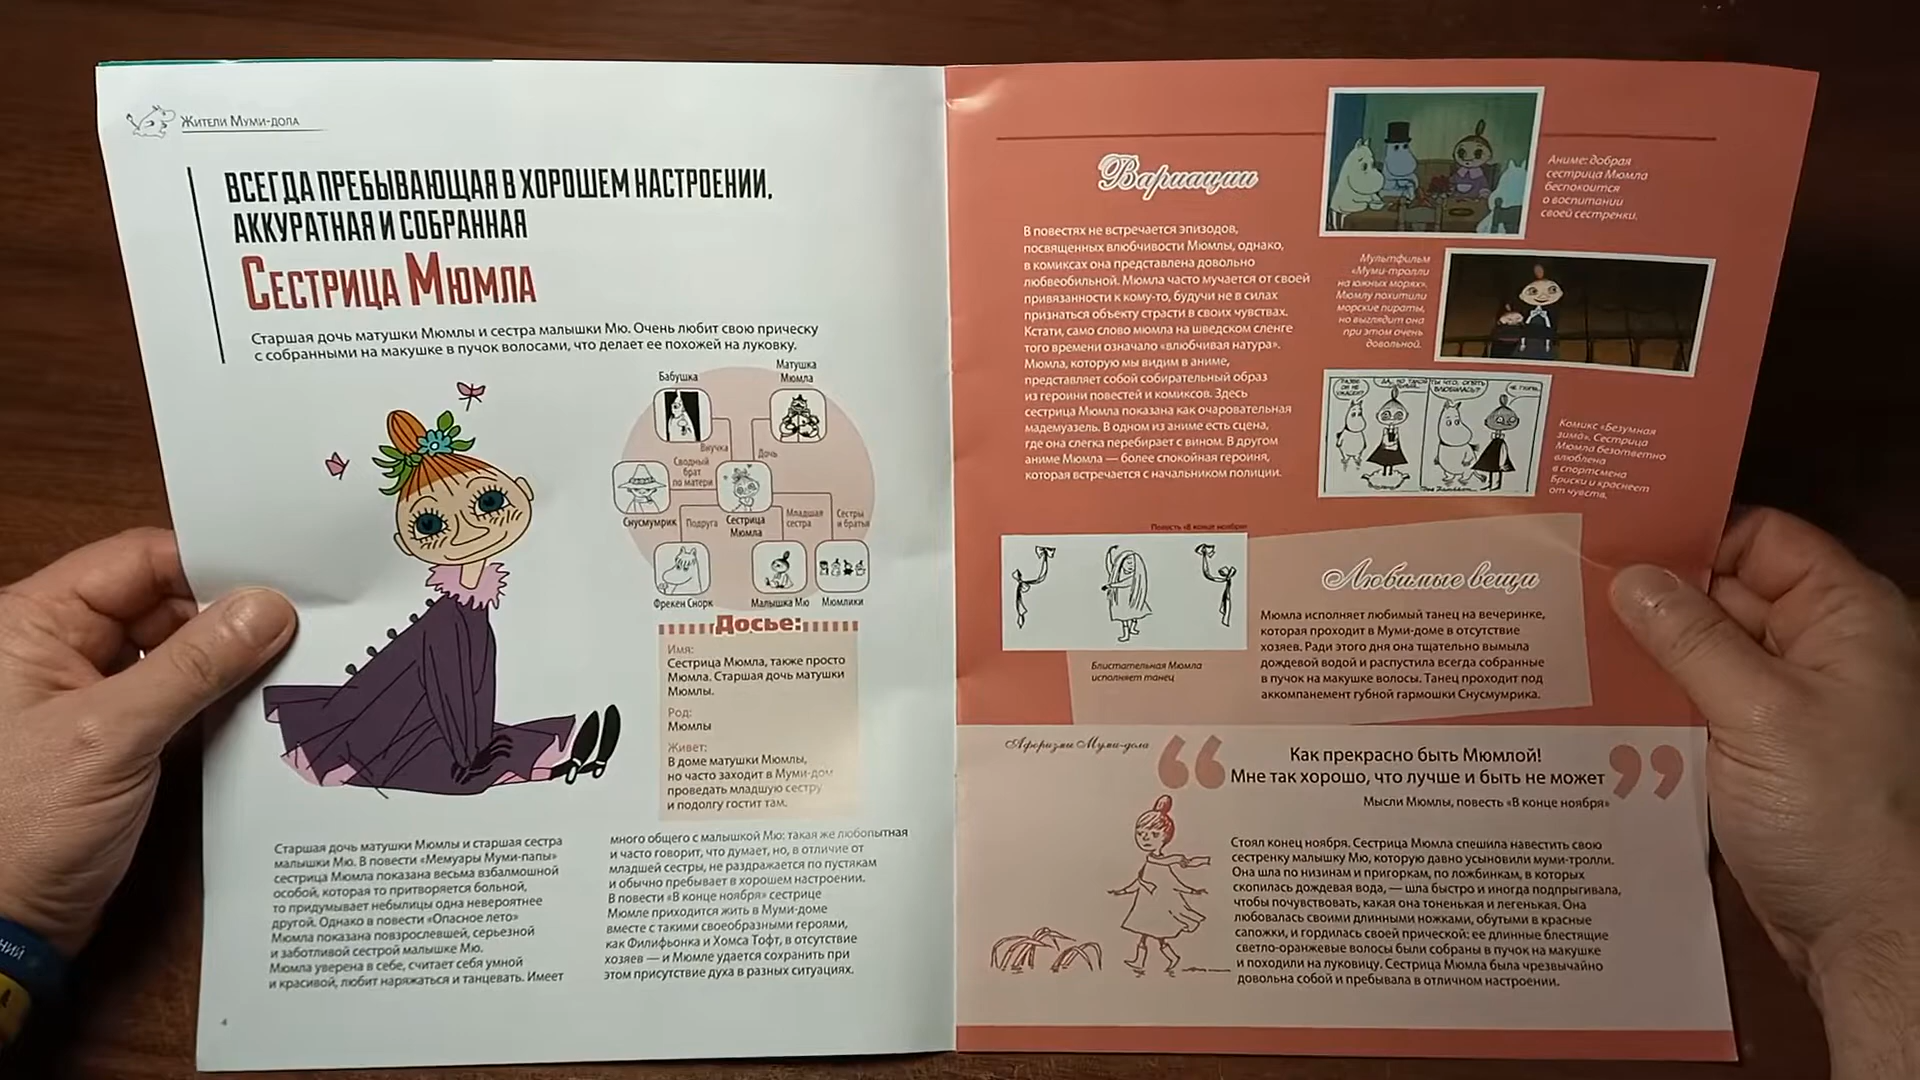 Жители Муми-дола
ВСЕГДА ПРЕБЫВАЮЩАЯ В ХОРОШЕМ НАСТРОЕНИИ,
АККУРАТНАЯ И СОБРАННАЯ
СЕСТРИЦА МЮМЛА
Старшая дочь матушки Мюмлы и сестра малышки Мю. Очень любит свою прическу
с собранными на макушке в пучок волосами, что делает ее похожей на луковку.
Бабушка
Матушка
Мюмла
Внучка
Дочь
Сводный
брат
по матери
Снусмумрик
Подруга
Сестрица
Мюмла
Младшая
сестра
Сестры
и братья
Фрекен Снорк
Малышка Мю
Мюмлики
Досье:
Имя:
Сестрица Мюмла, также просто
Мюмла. Старшая дочь матушки
Мюмлы.
Род:
Мюмлы
Живет:
В доме матушки Мюмлы,
но часто заходит в Муми-дом
проведать младшую сестру
и подолгу гостит там.
Старшая дочь матушки Мюмлы и старшая сестра
малышки Мю. В повести «Мемуары Муми-папы»
сестрица Мюмла показана весьма взбалмошной
особой, которая то притворяется больной,
то придумывает небылицы одна невероятнее
другой. Однако в повести «Опасное лето»
Мюмла показана повзрослевшей, серьезной
и заботливой сестрой малышке Мю.
Мюмла уверена в себе, считает себя умной
и красивой, любит наряжаться и танцевать. Имеет
много общего с малышкой Мю: такая же любопытная
и часто говорит, что думает, но, в отличие от
младшей сестры, не раздражается по пустякам
и обычно пребывает в хорошем настроении.
В повести «В конце ноября» сестрице
Мюмле приходится жить в Муми-доме
вместе с такими своеобразными героями,
как Филифьонка и Хомса Тофт, в отсутствие
хозяев — и Мюмле удается сохранить при
этом присутствие духа в разных ситуациях.
4
Вариации
В повестях не встречается эпизодов,
посвященных влюбчивости Мюмлы, однако,
в комиксах она представлена довольно
любвеобильной. Мюмла часто мучается от своей
привязанности к кому-то, будучи не в силах
признаться объекту страсти в своих чувствах.
Кстати, само слово мюмла на шведском сленге
того времени означало «влюбчивая натура».
Мюмла, которую мы видим в аниме,
представляет собой собирательный образ
из героини повестей и комиксов. Здесь
сестрица Мюмла показана как очаровательная
мадемуазель. В одном из аниме есть сцена,
где она слегка перебирает с вином. В другом
аниме Мюмла — более спокойная героиня,
которая встречается с начальником полиции.
Аниме: добрая
сестрица Мюмла
беспокоится
о воспитании
своей сестренки.
Мультфильм
«Муми-тролли
на южных морях».
Мюмлу похитили
морские пираты,
но выглядит она
при этом очень
довольной.
РАЗВЕ
ОН НЕ
УЖАСЕН?
ТЫ ЧТО, ОПЯТЬ
ВЛЮБИЛАСЬ?
Комикс «Безумная
зима». Сестрица
Мюмла безответно
влюблена
в спортсмена
Бриски и краснеет
от чувств.
Повесть «В конце ноября»
Блистательная Мюмла
исполняет танец
Любимые вещи
Мюмла исполняет любимый танец на вечеринке,
которая проходит в Муми-доме в отсутствие
хозяев. Ради этого дня она тщательно вымыла
дождевой водой и распустила всегда собранные
в пучок на макушке волосы. Танец проходит под
аккомпанемент губной гармошки Снусмумрика.
Афоризмы Муми-дола
“ Как прекрасно быть Мюмлой!
Мне так хорошо, что лучше и быть не может ”
Мысли Мюмлы, повесть «В конце ноября»
Стоял конец ноября. Сестрица Мюмла спешила навестить свою
сестренку малышку Мю, которую давно усыновили муми-тролли.
Она шла по низинам и пригоркам, по ложбинкам, в которых
скопилась дождевая вода, — шла быстро и иногда подпрыгивала,
чтобы почувствовать, какая она тоненькая и легенькая. Она
любовалась своими длинными ножками, обутыми в красные
сапожки, и гордилась своей прической: ее длинные блестящие
светло-оранжевые волосы были собраны в пучок на макушке
и походили на луковицу. Сестрица Мюмла была чрезвычайно
довольна собой и пребывала в отличном настроении.